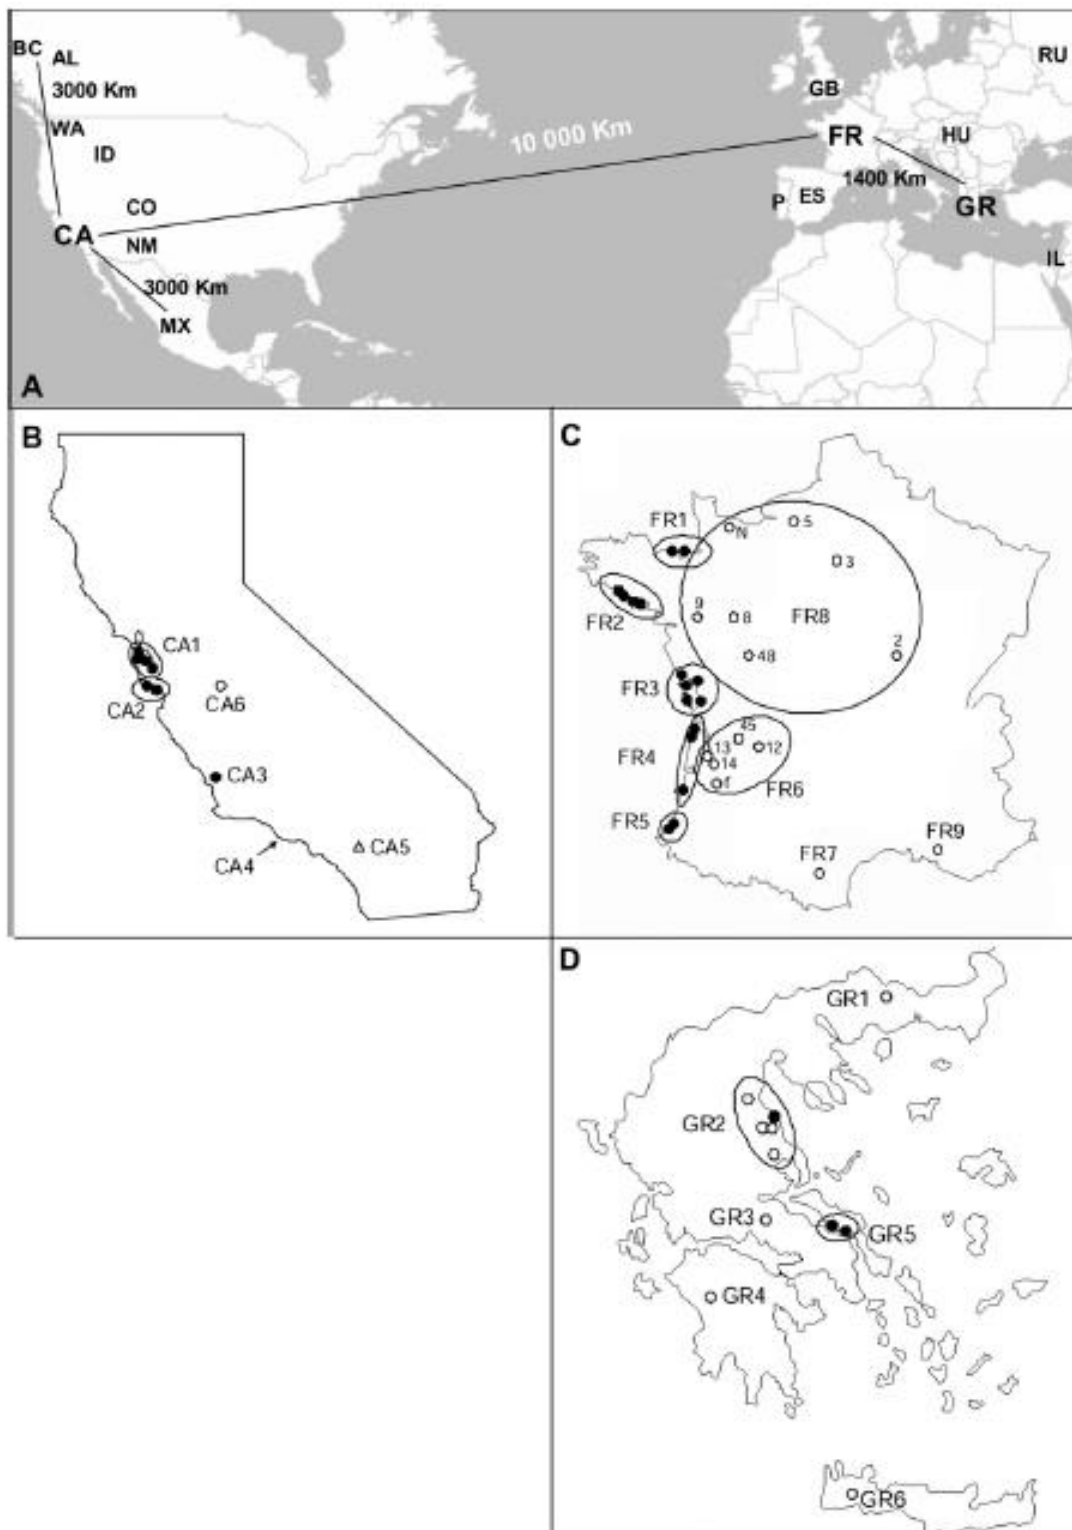 BC
AL
RU
3000 Km
GB
WA
10 000 Km
FR
HU
ID
1400 Km
CO
P
ES
GR
CA
NM
IL
3000 Km
MX
A
B
CA1
CA2
CA6
CA3
CA4
CA5
C
FR1
N
5
3
FR2
9
8
FR8
48
2
FR3
45
FR4
13
12
14
f
FR6
FR5
FR9
FR7
D
GR1
GR2
GR3
GR5
GR4
GR6